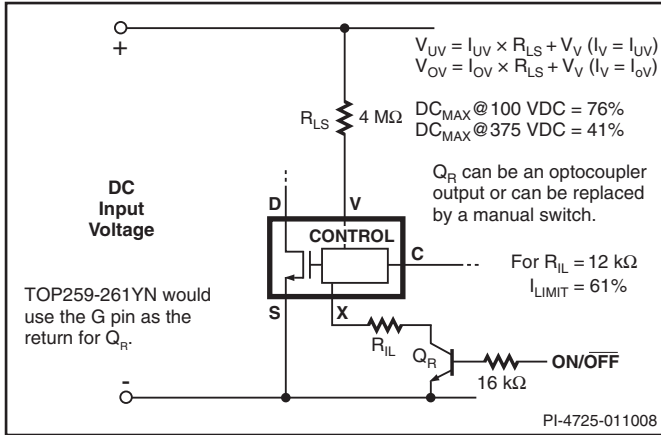 +
V_UV = I_UV × R_LS + V_V (I_V = I_UV)
V_OV = I_OV × R_LS + V_V (I_V = I_oV)
R_LS 4 MΩ
DC_MAX@100 VDC = 76%
DC_MAX@375 VDC = 41%
Q_R can be an optocoupler
output or can be replaced
by a manual switch.
DC
Input
Voltage
D V
CONTROL
C
For R_IL = 12 kΩ
I_LIMIT = 61%
TOP259-261YN would
use the G pin as the
return for Q_R.
S X
R_IL
Q_R
ON/O̅F̅F̅
16 kΩ
-
PI-4725-011008